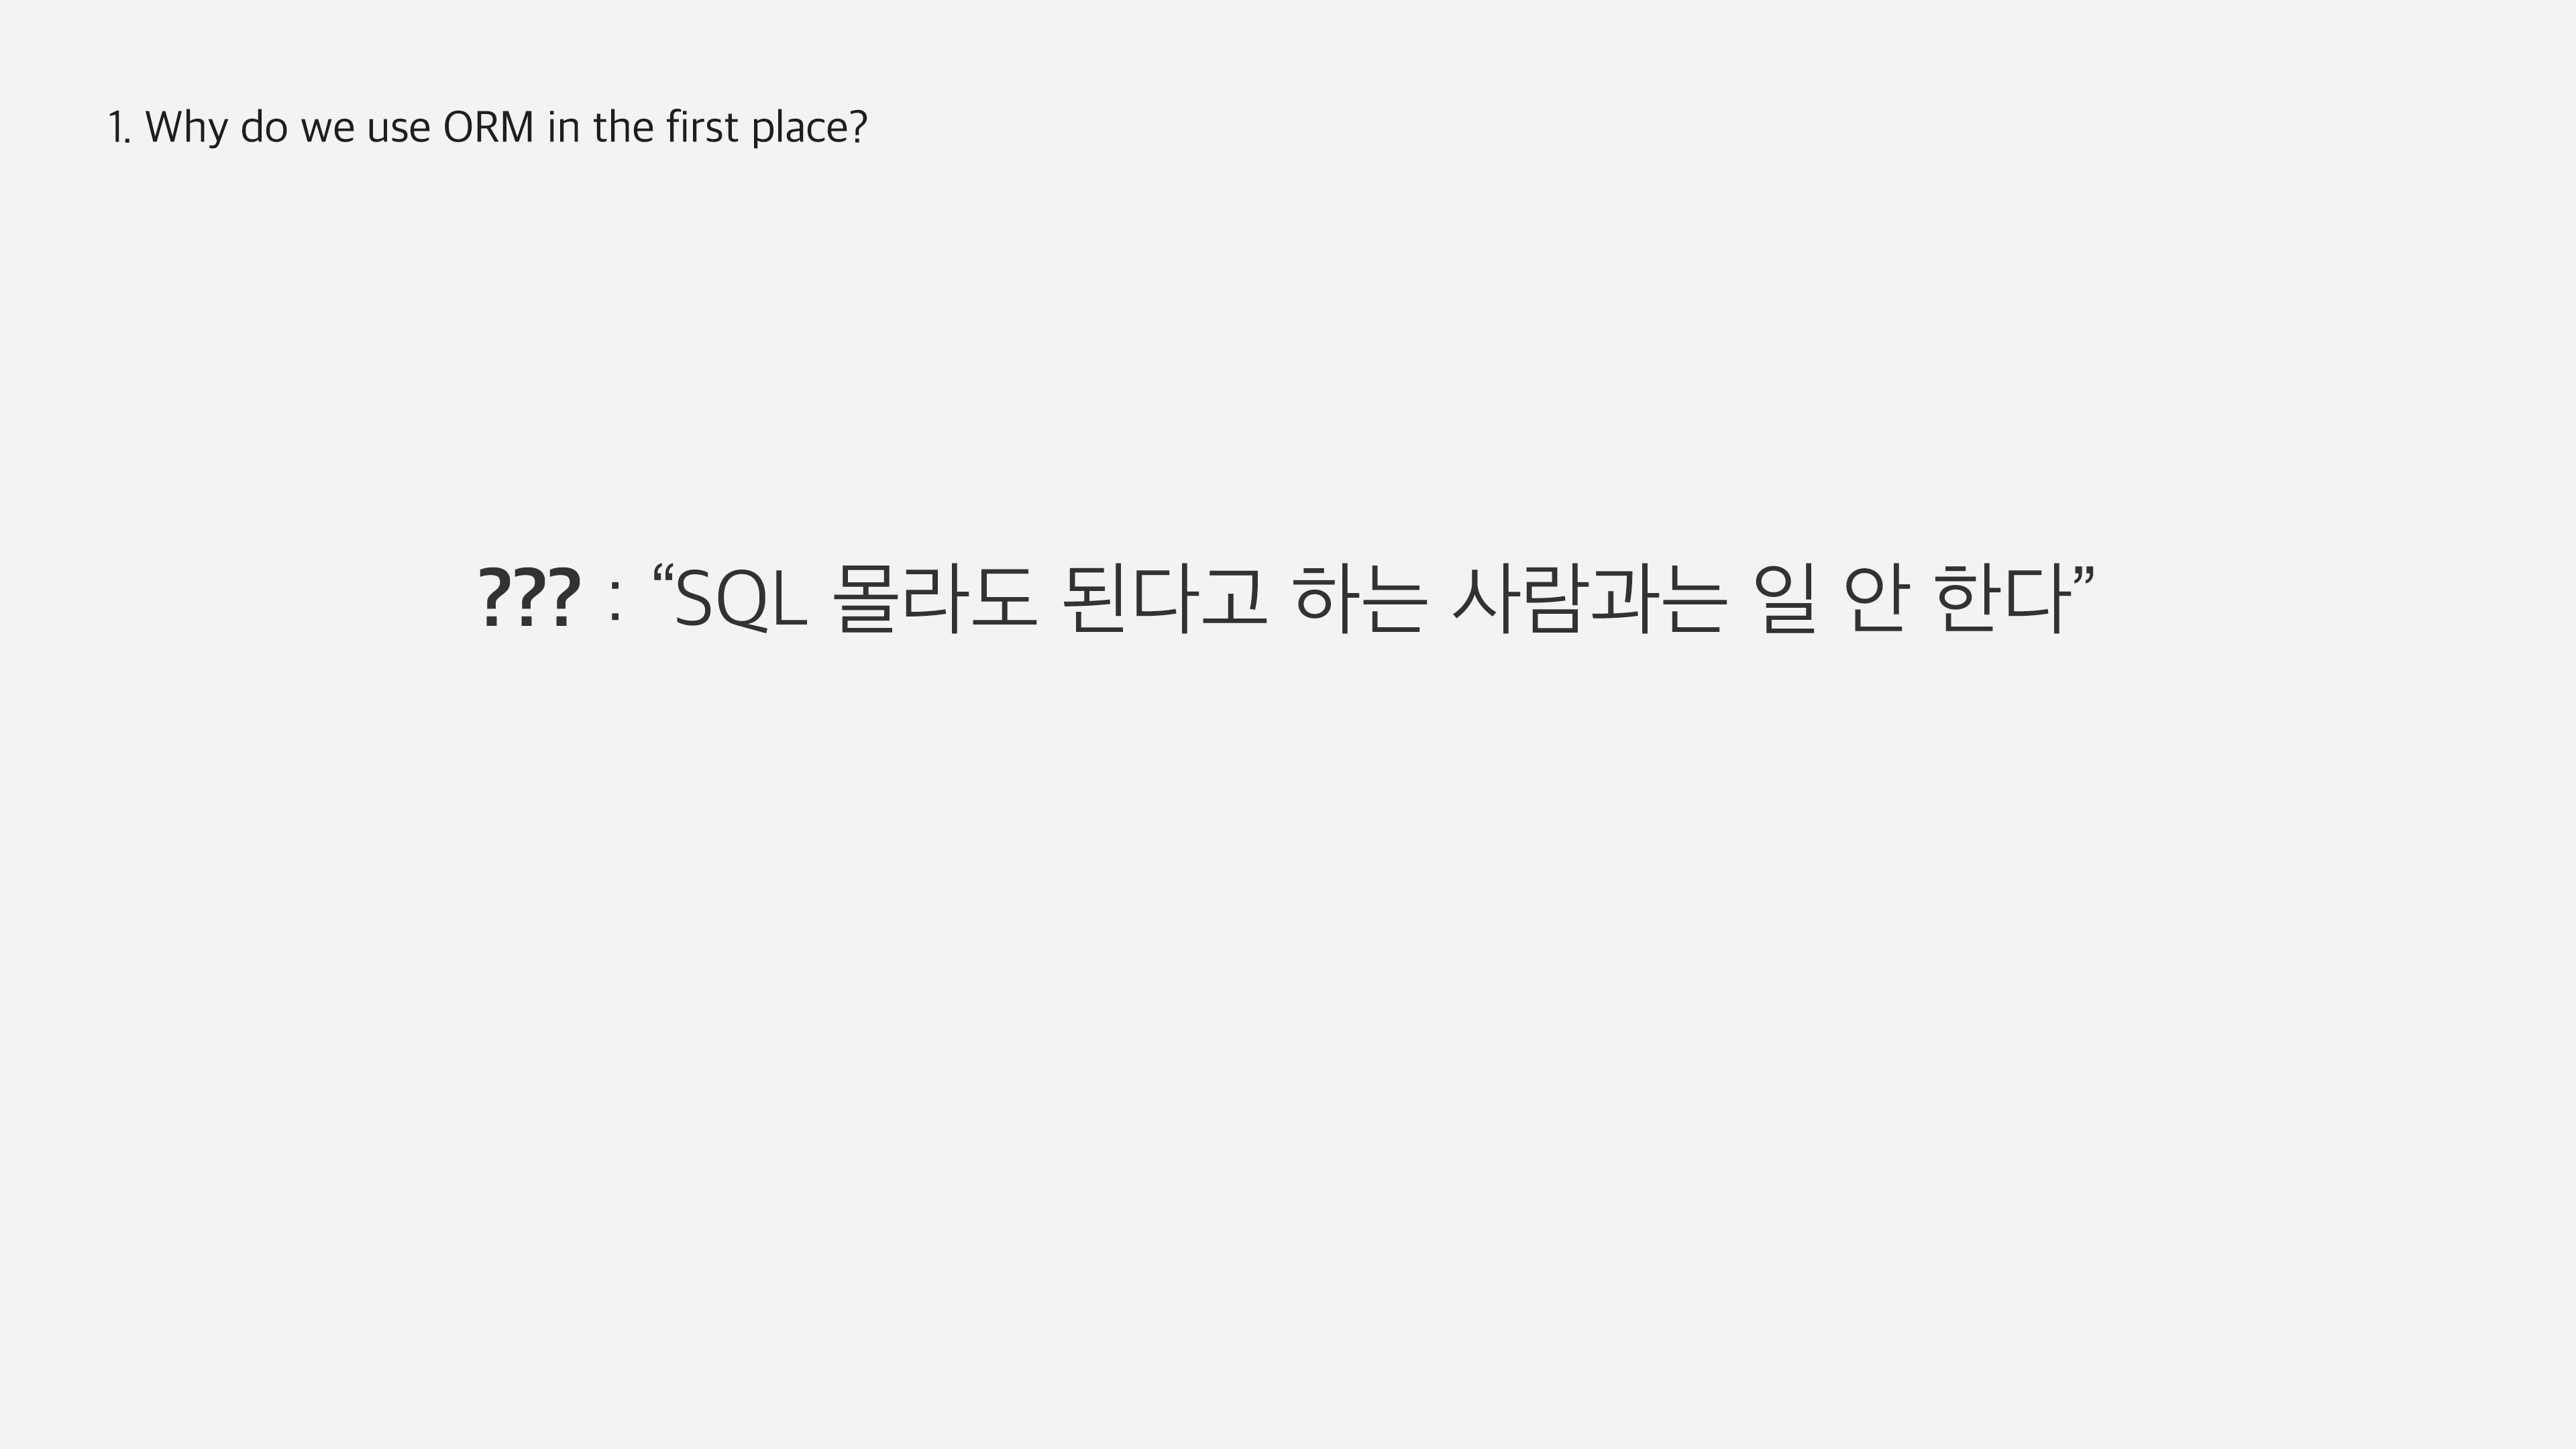 1. Why do we use ORM in the first place?
??? : “SQL 몰라도 된다고 하는 사람과는 일 안 한다”